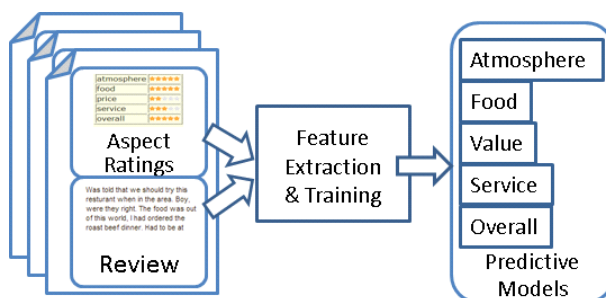 atmosphere
food
price
service
overall
Aspect
Ratings
Was told that we should try this
resturant when in the area. Boy,
were they right. The food was out
of this world, I had ordered the
roast beef dinner. Had to be at
Review
Feature
Extraction
& Training
Atmosphere
Food
Value
Service
Overall
Predictive
Models